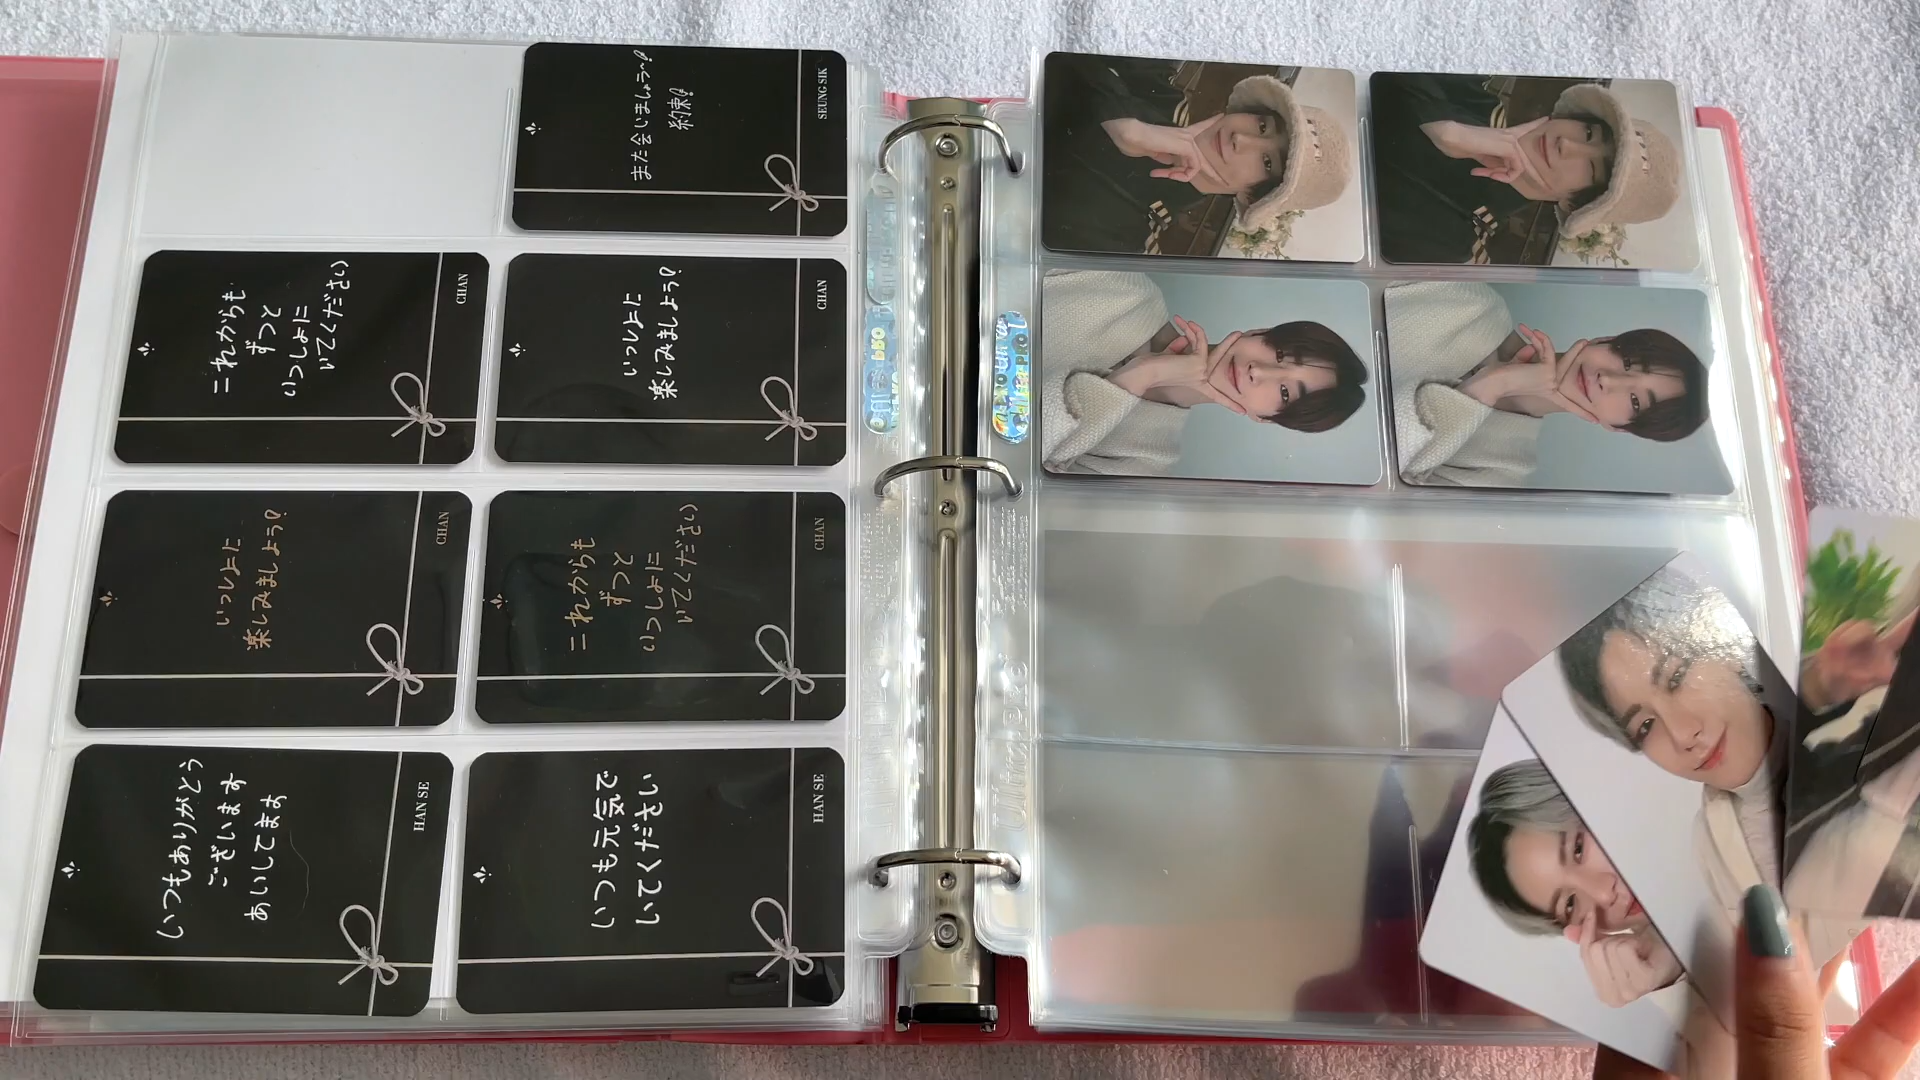 SEUNG SIK
また会いましょう~!
約束!
CHAN
これからも
ずっと
いっしょに
いてください
CHAN
いっしょに
楽しみましょう!
CHAN
いっしょに
楽しみましょう!
CHAN
これからも
ずっと
いっしょに
いてください
HAN SE
いつもありがとう
ございます
あいしてます
HAN SE
いつも元気で
いてください
Ultra PRO